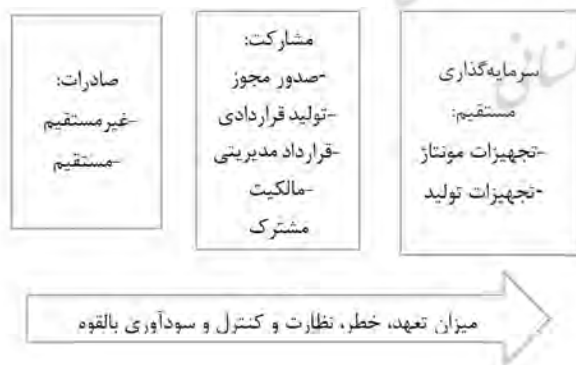 صادرات:
-غیرمستقیم
-مستقیم
مشارکت:
-صدور مجوز
-تولید قراردادی
-قرارداد مدیریتی
-مالکیت
مشترک
سرمایه‌گذاری
مستقیم:
-تجهیزات مونتاژ
-تجهیزات تولید
میزان تعهد، خطر، نظارت و کنترل و سودآوری بالقوه